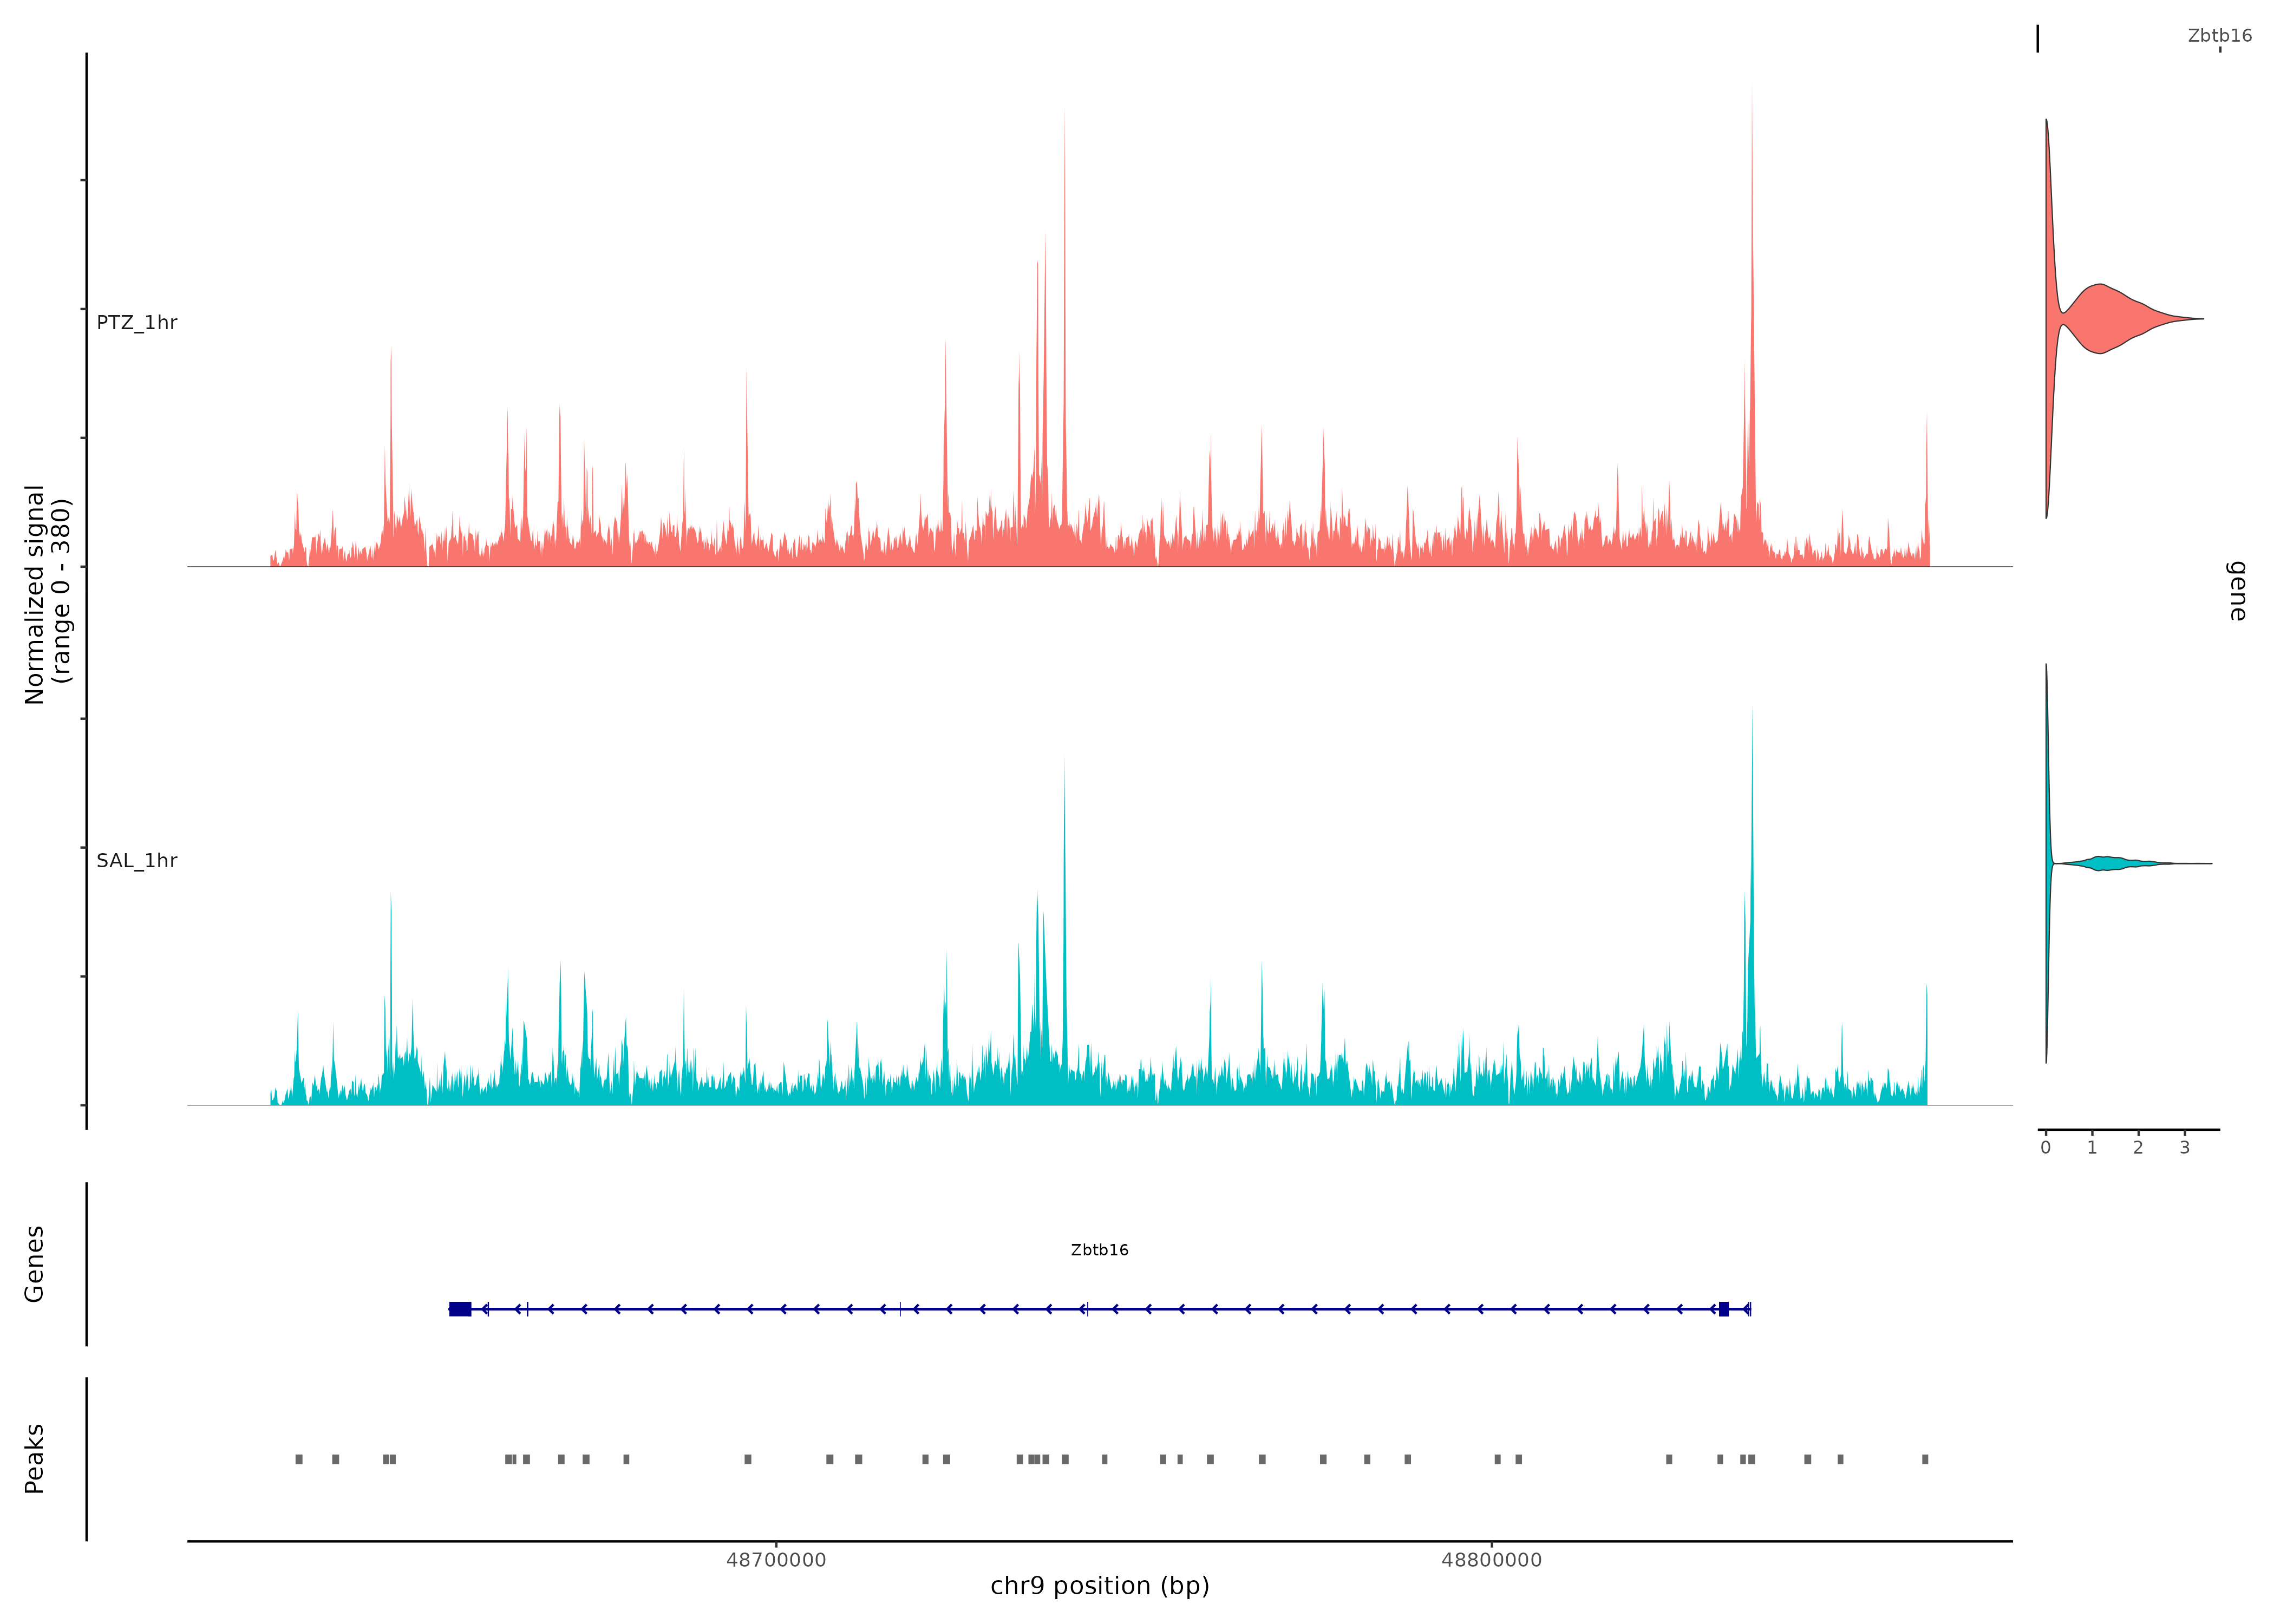 Zbtb16
Normalized signal
(range 0 - 380)
PTZ_1hr
SAL_1hr
gene
0 1 2 3
Genes
Zbtb16
Peaks
48700000 48800000
chr9 position (bp)